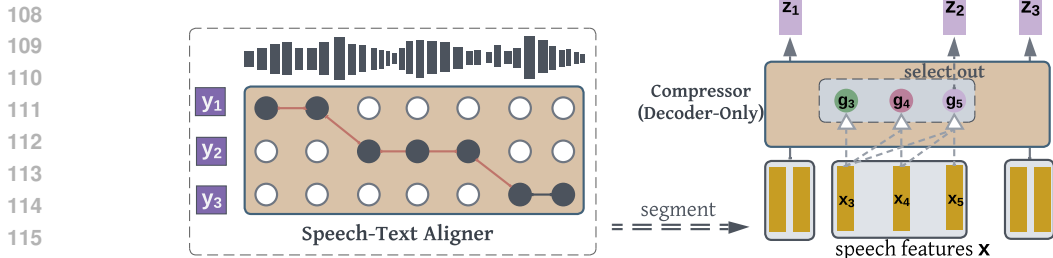 108
109
110
111
112
113
114
115
y1
y2
y3
Speech-Text Aligner
segment
z1 z2 z3
select out
Compressor
(Decoder-Only)
g3 g4 g5
x3 x4 x5
speech features x